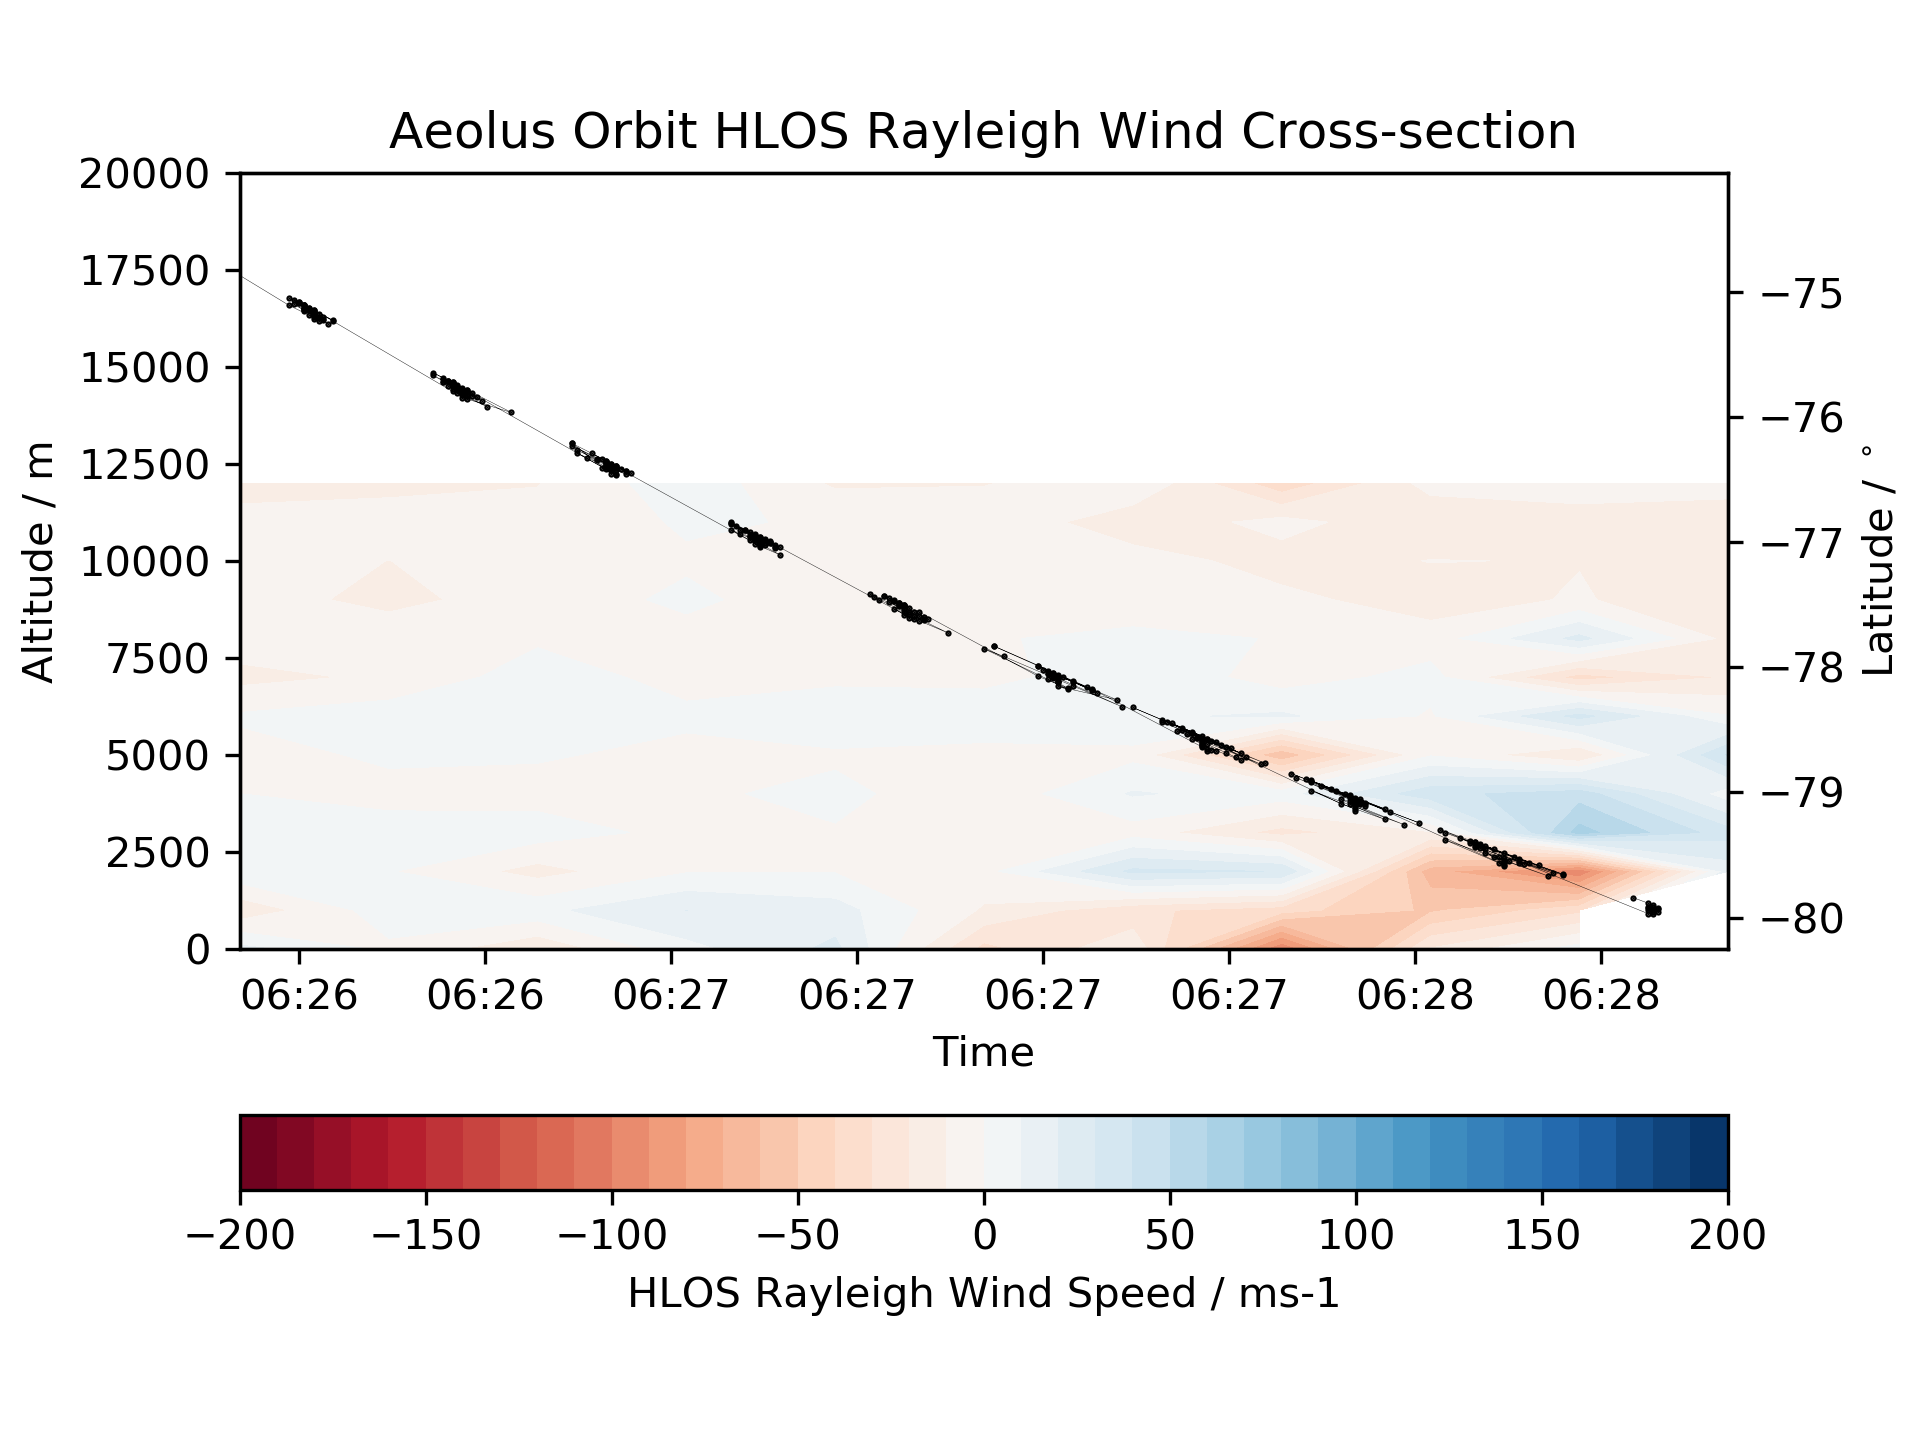 Aeolus Orbit HLOS Rayleigh Wind Cross-section
20000
17500
15000
12500
10000
7500
5000
2500
0
Altitude / m
−75
−76
−77
−78
−79
−80
Latitude / °
06:26 06:26 06:27 06:27 06:27 06:27 06:28 06:28
Time
−200 −150 −100 −50 0 50 100 150 200
HLOS Rayleigh Wind Speed / ms-1